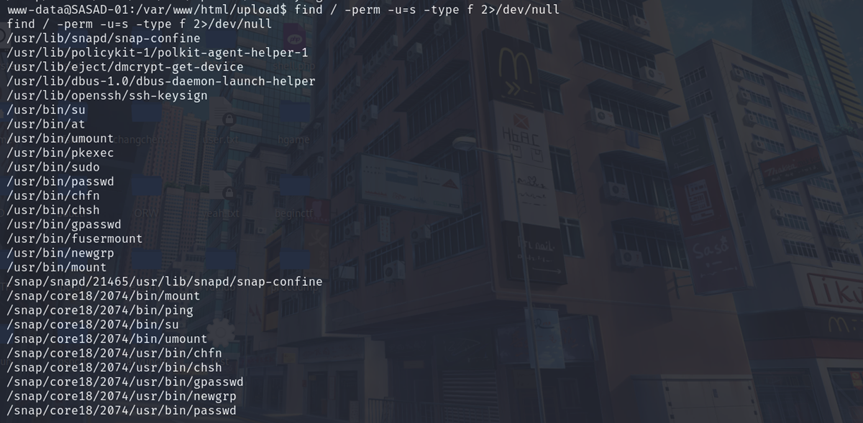 www-data@SASAD-01:/var/www/html/upload$ find / -perm -u=s -type f 2>/dev/null
find / -perm -u=s -type f 2>/dev/null
/usr/lib/snapd/snap-confine
/usr/lib/policykit-1/polkit-agent-helper-1
/usr/lib/eject/dmcrypt-get-device
/usr/lib/dbus-1.0/dbus-daemon-launch-helper
/usr/lib/openssh/ssh-keysign
/usr/bin/su
/usr/bin/at
/usr/bin/umount
/usr/bin/pkexec
/usr/bin/sudo
/usr/bin/passwd
/usr/bin/chfn
/usr/bin/chsh
/usr/bin/gpasswd
/usr/bin/fusermount
/usr/bin/newgrp
/usr/bin/mount
/snap/snapd/21465/usr/lib/snapd/snap-confine
/snap/core18/2074/bin/mount
/snap/core18/2074/bin/ping
/snap/core18/2074/bin/su
/snap/core18/2074/bin/umount
/snap/core18/2074/usr/bin/chfn
/snap/core18/2074/usr/bin/chsh
/snap/core18/2074/usr/bin/gpasswd
/snap/core18/2074/usr/bin/newgrp
/snap/core18/2074/usr/bin/passwd